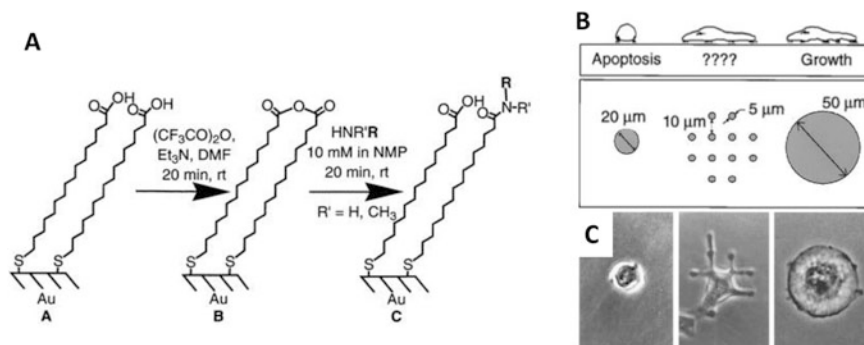 A
OH
OH
O
O
S
S
Au
A
(CF₃CO)₂O,
Et₃N, DMF
20 min, rt
O
O
O
S
S
Au
B
HNR'R
10 mM in NMP
20 min, rt
R' = H, CH₃
R
OH
N
R'
O
O
S
S
Au
C
B
Apoptosis
????
Growth
20 μm
10 μm
5 μm
50 μm
C